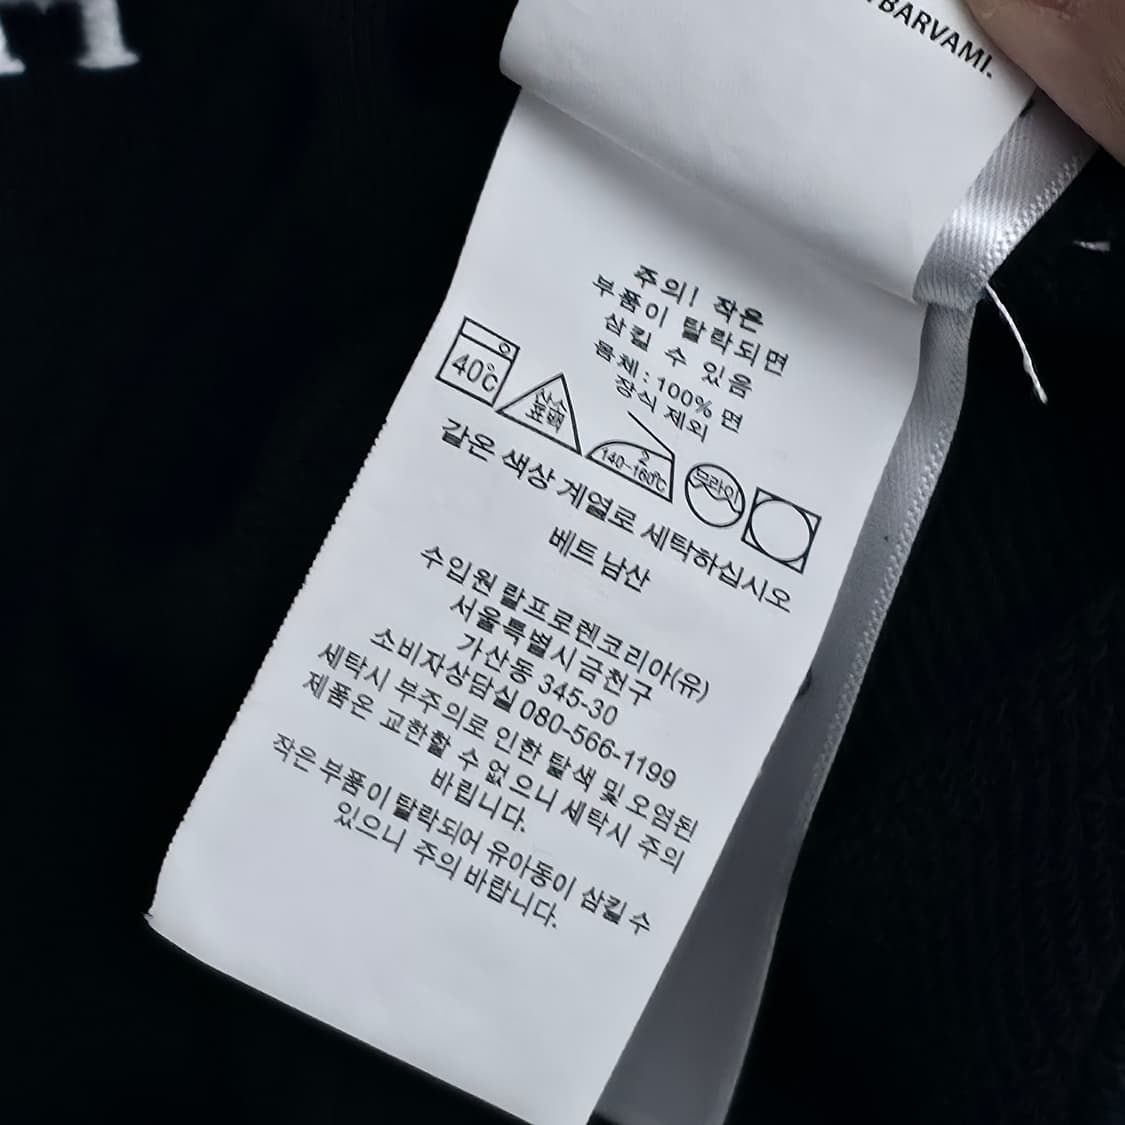 BARVAMI.
주의! 작은
부품이 탈락되면
삼킬 수 있음
몸체 : 100% 면
장식 제외
40℃
산소
표백
2
140-160℃
드라이
같은 색상 계열로 세탁하십시오
베트남산
수입원 랄프로렌코리아(유)
서울특별시 금천구
가산동 345-30
소비자상담실 080-566-1199
세탁시 부주의로 인한 탈색 및 오염된
제품은 교환할 수 없으니 세탁시 주의
바립니다.
작은 부품이 탈락되어 유아동이 삼킬 수
있으니 주의 바랍니다.